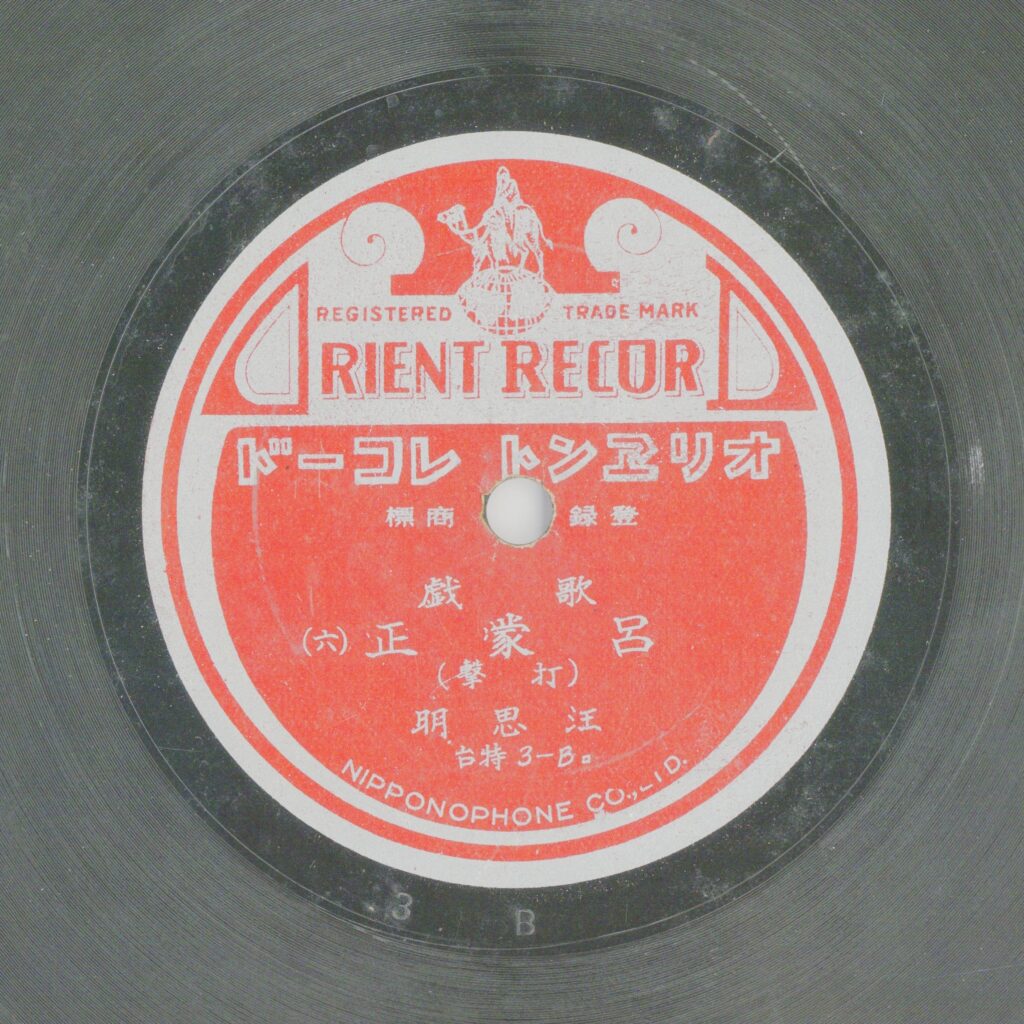 REGISTERED TRADE MARK
RIENT RECOR
オリヱント レコード
登録 商標
歌戯
呂蒙正(六)
(打撃)
汪思明
台特3-B。
NIPPONOPHONE CO., LTD.
3 B